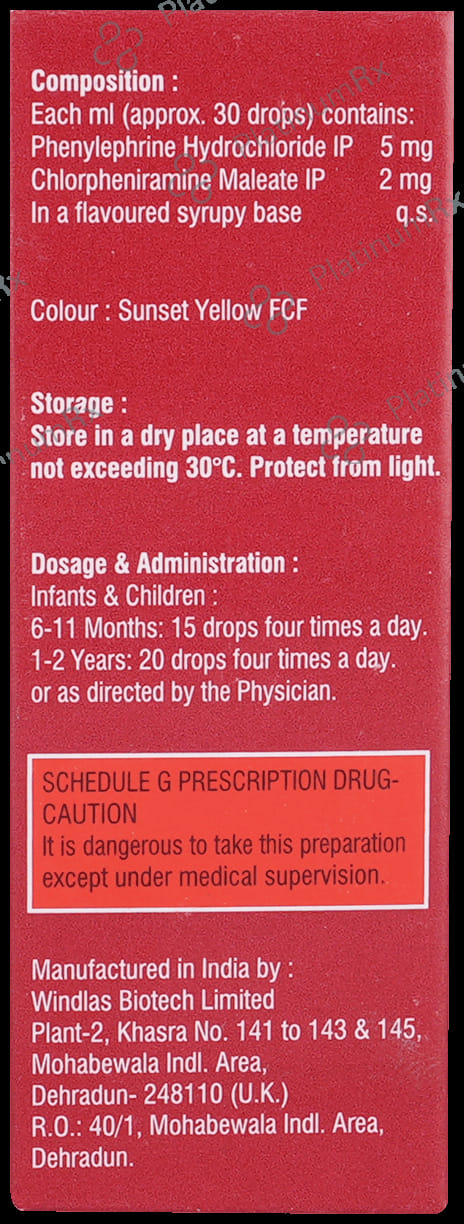 Composition :
Each ml (approx. 30 drops) contains:
Phenylephrine Hydrochloride IP 5 mg
Chlorpheniramine Maleate IP 2 mg
In a flavoured syrupy base q.s.
Colour : Sunset Yellow FCF
Storage :
Store in a dry place at a temperature
not exceeding 30°C. Protect from light.
Dosage & Administration :
Infants & Children :
6-11 Months: 15 drops four times a day.
1-2 Years: 20 drops four times a day.
or as directed by the Physician.
SCHEDULE G PRESCRIPTION DRUG-
CAUTION
It is dangerous to take this preparation
except under medical supervision.
Manufactured in India by :
Windlas Biotech Limited
Plant-2, Khasra No. 141 to 143 & 145,
Mohabewala Indl. Area,
Dehradun- 248110 (U.K.)
R.O.: 40/1, Mohabewala Indl. Area,
Dehradun.
PlatinumRx